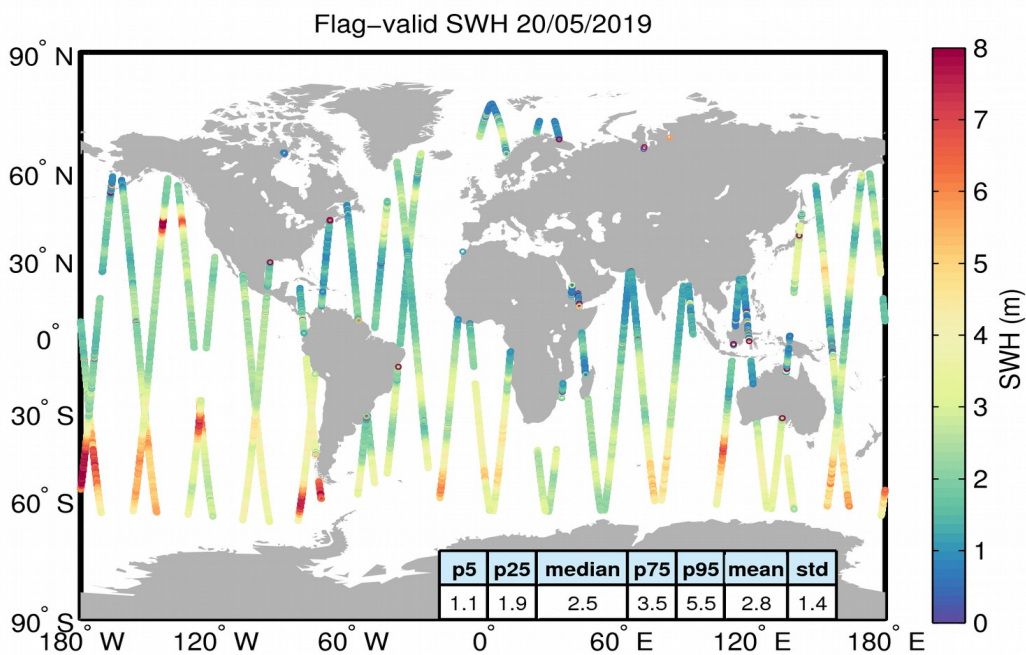 Flag−valid SWH 20/05/2019
90° N
60° N
30° N
0°
30° S
60° S
90° S
180° W
120° W
60° W
0°
60° E
120° E
180° E
p5 p25 median p75 p95 mean std
1.1 1.9 2.5 3.5 5.5 2.8 1.4
8
7
6
5
4
3
2
1
0
SWH (m)